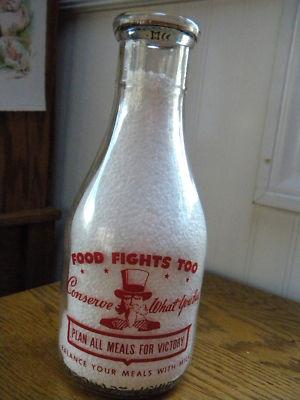 FOOD FIGHTS TOO
Conserve What You Buy
PLAN ALL MEALS FOR VICTORY
BALANCE YOUR MEALS WITH MILK